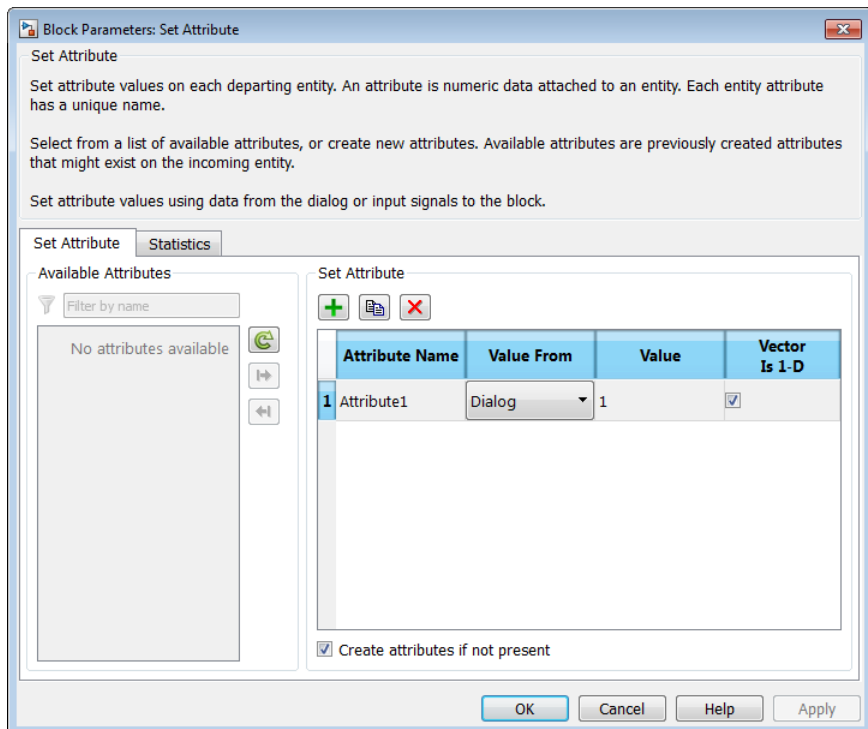 Block Parameters: Set Attribute
Set Attribute
Set attribute values on each departing entity. An attribute is numeric data attached to an entity. Each entity attribute
has a unique name.
Select from a list of available attributes, or create new attributes. Available attributes are previously created attributes
that might exist on the incoming entity.
Set attribute values using data from the dialog or input signals to the block.
Set Attribute Statistics
Available Attributes
Filter by name
No attributes available
Set Attribute
Attribute Name Value From Value Vector
Is 1-D
1 Attribute1 Dialog 1
Create attributes if not present
OK Cancel Help Apply